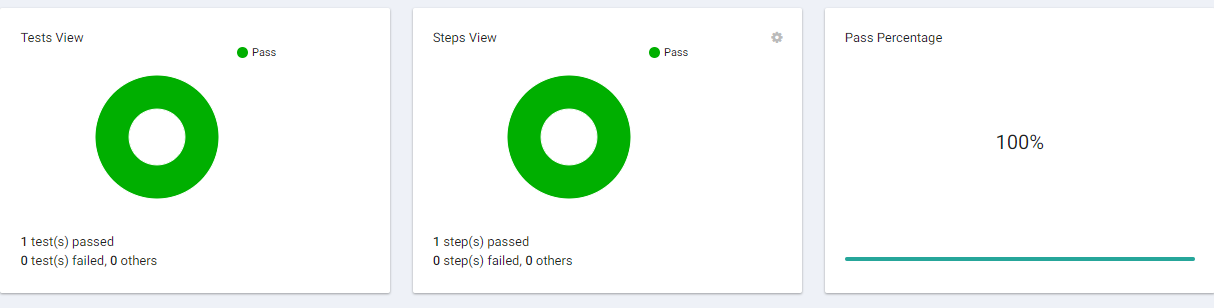 Tests View
Pass
1 test(s) passed
0 test(s) failed, 0 others
Steps View
Pass
1 step(s) passed
0 step(s) failed, 0 others
Pass Percentage
100%